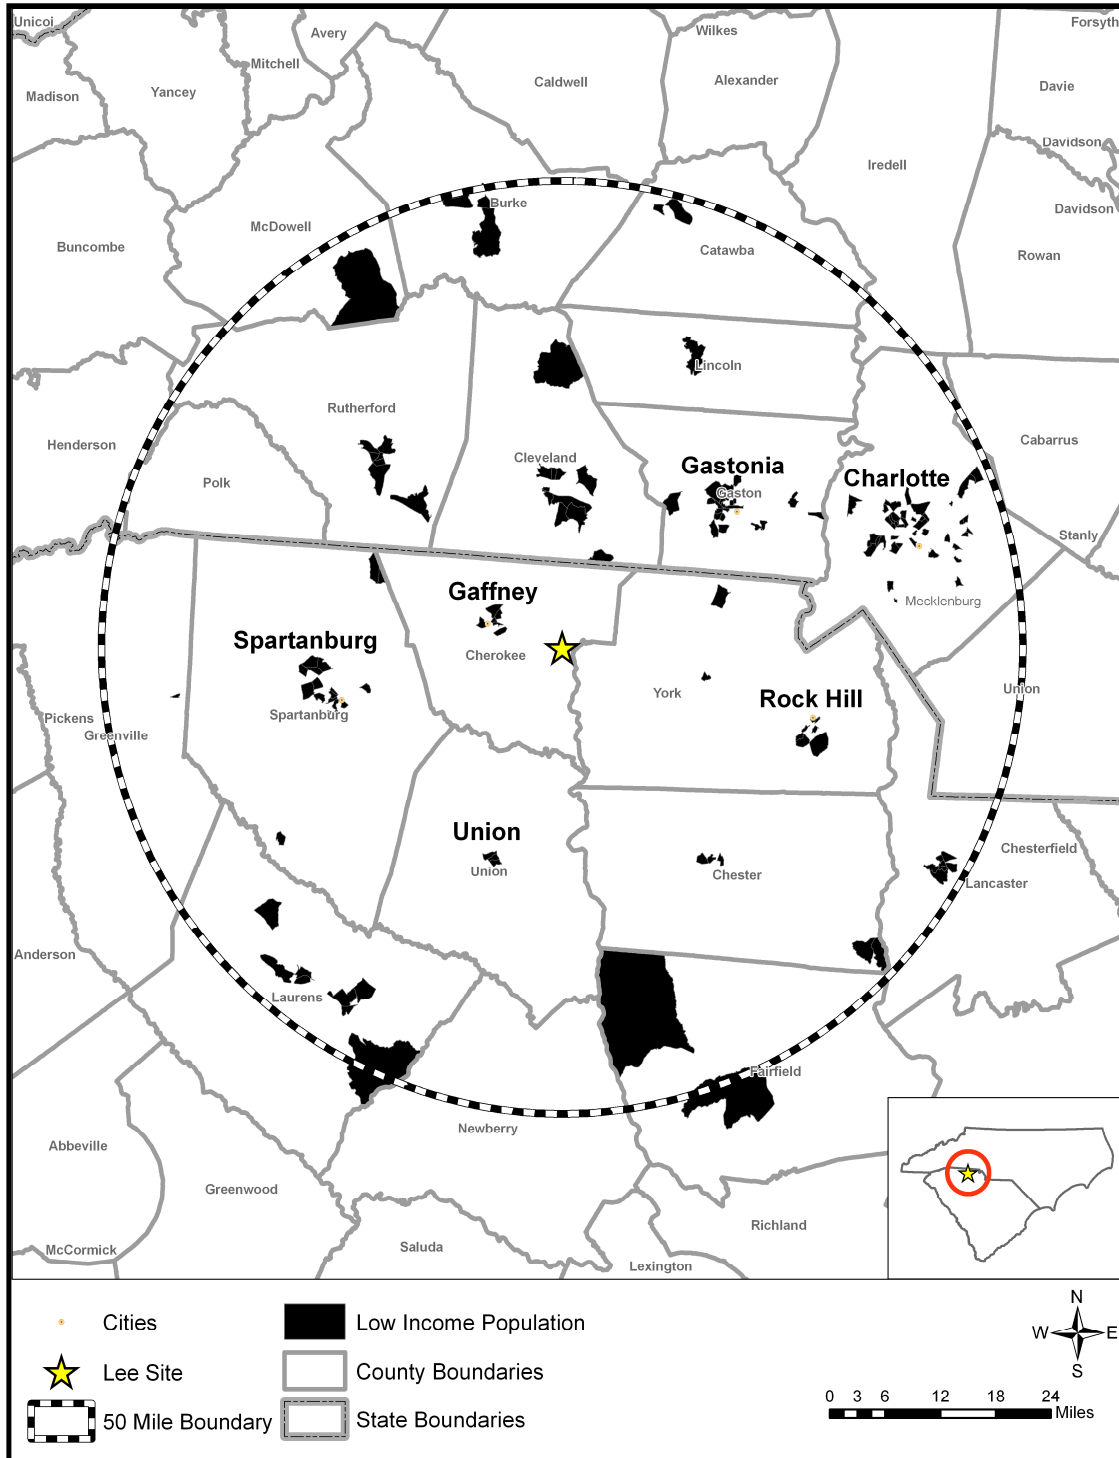 Unicoi
Avery
Wilkes
Forsyth
Mitchell
Caldwell
Alexander
Madison
Yancey
Davie
Davidson
Iredell
Burke
Davidson
McDowell
Buncombe
Catawba
Rowan
Lincoln
Rutherford
Henderson
Cabarrus
Cleveland
Gastonia
Charlotte
Polk
Gaston
Stanly
Gaffney
Mecklenburg
Spartanburg
Cherokee
York
Rock Hill
Union
Spartanburg
Pickens
Greenville
Union
Chesterfield
Union
Chester
Lancaster
Anderson
Laurens
Fairfield
Newberry
Abbeville
Greenwood
Richland
McCormick
Saluda
Lexington
Cities
Low Income Population
N
W E
S
Lee Site
County Boundaries
0 3 6 12 18 24
Miles
50 Mile Boundary
State Boundaries